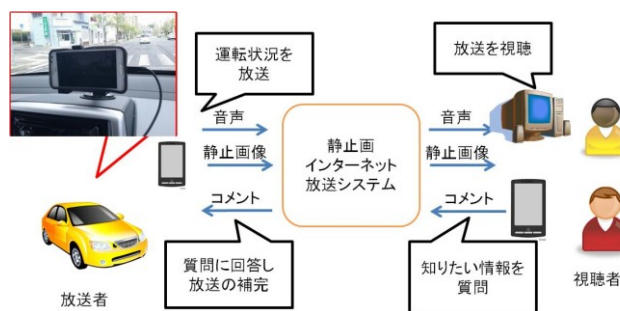 運転状況を
放送
放送を視聴
音声
静止画像
コメント
静止画
インターネット
放送システム
音声
静止画像
コメント
質問に回答し
放送の補完
知りたい情報を
質問
放送者
視聴者